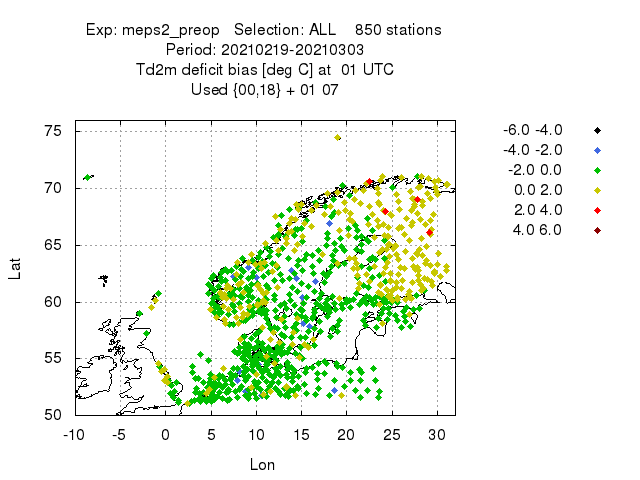 Exp: meps2_preop   Selection: ALL    850 stations
Period: 20210219-20210303
Td2m deficit bias [deg C] at  01 UTC
Used {00,18} + 01 07
-6.0 -4.0
-4.0 -2.0
-2.0 0.0
0.0 2.0
2.0 4.0
4.0 6.0
75
70
65
60
55
50
Lat
-10 -5 0 5 10 15 20 25 30
Lon